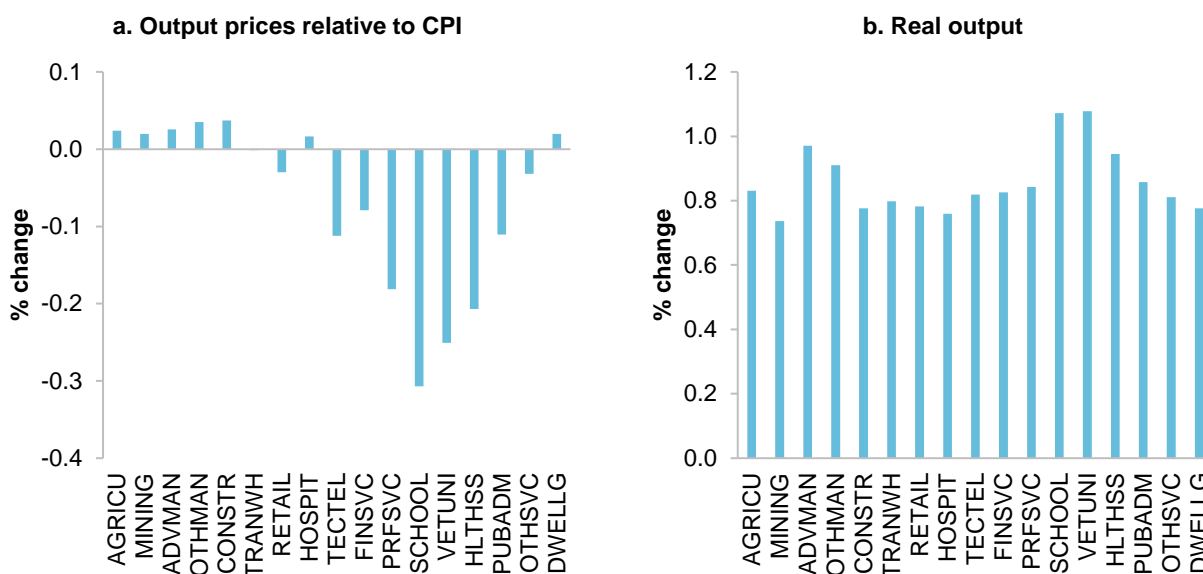 a. Output prices relative to CPI
0.1
0.0
-0.1
-0.2
-0.3
-0.4
% change
AGRICU
MINING
ADVMAN
OTHMAN
CONSTR
TRANWH
RETAIL
HOSPIT
TECTEL
FINSVC
PRFSVC
SCHOOL
VETUNI
HLTHSS
PUBADM
OTHSVC
DWELLG
b. Real output
1.2
1.0
0.8
0.6
0.4
0.2
0.0
% change
AGRICU
MINING
ADVMAN
OTHMAN
CONSTR
TRANWH
RETAIL
HOSPIT
TECTEL
FINSVC
PRFSVC
SCHOOL
VETUNI
HLTHSS
PUBADM
OTHSVC
DWELLG